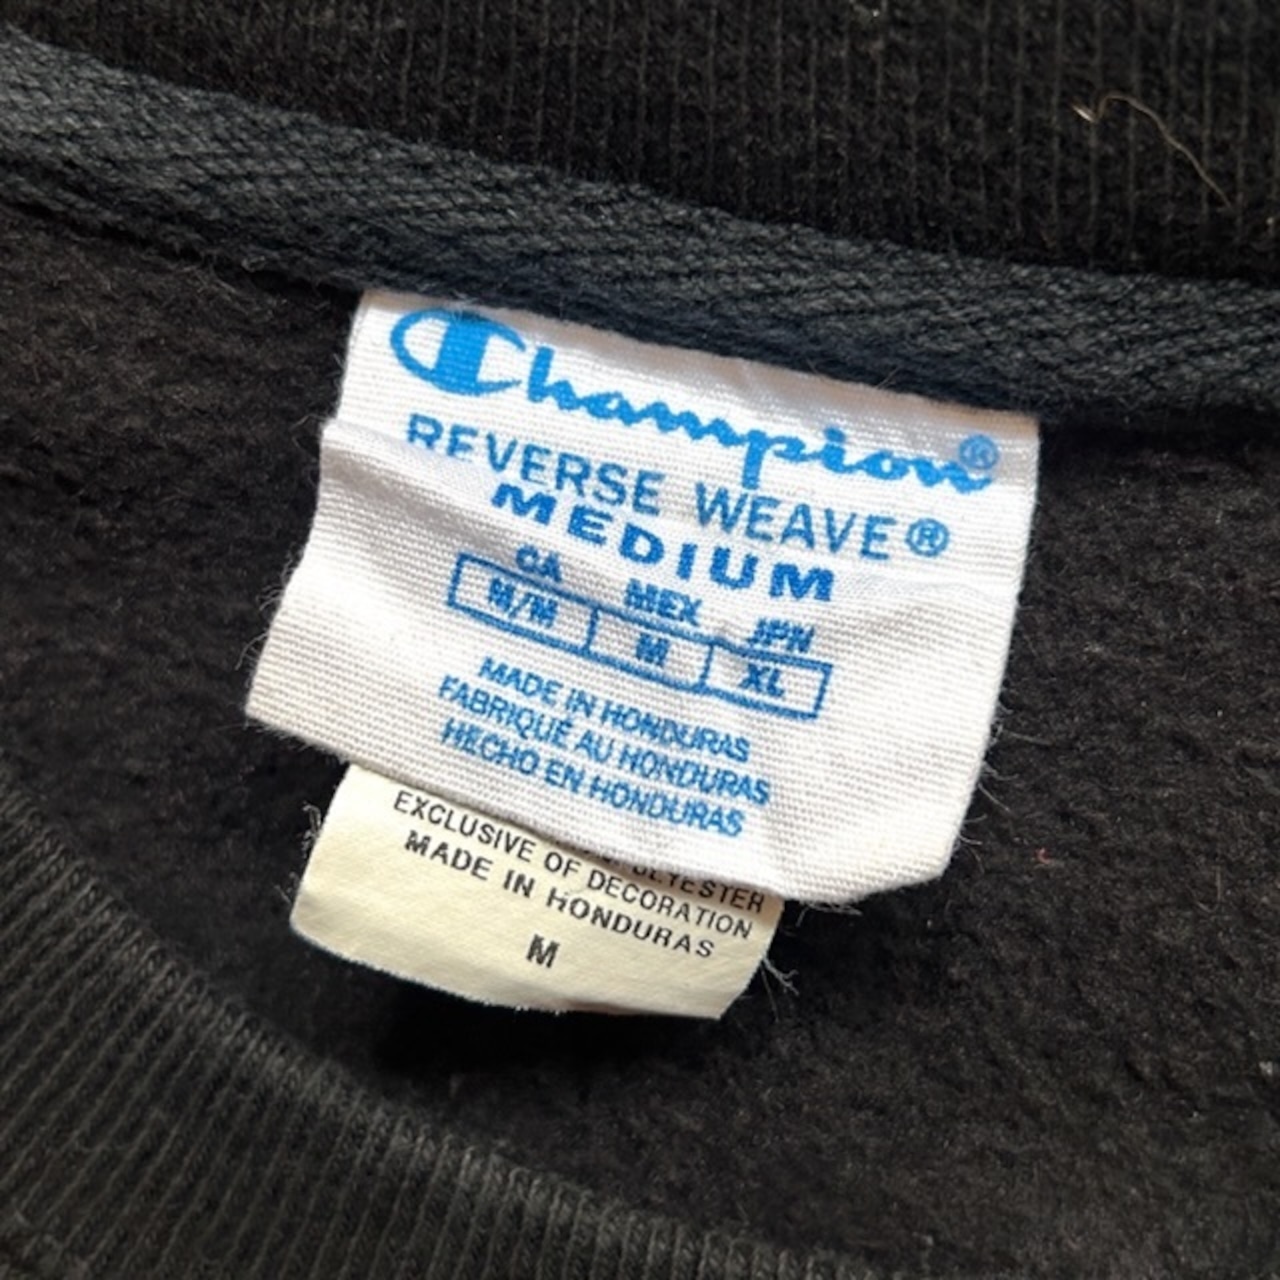 Champion®
REVERSE WEAVE®
MEDIUM
CA MEX JPN
M/M M XL
MADE IN HONDURAS
FABRIQUÉ AU HONDURAS
HECHO EN HONDURAS
EXCLUSIVE OF DECORATION
MADE IN HONDURAS
M